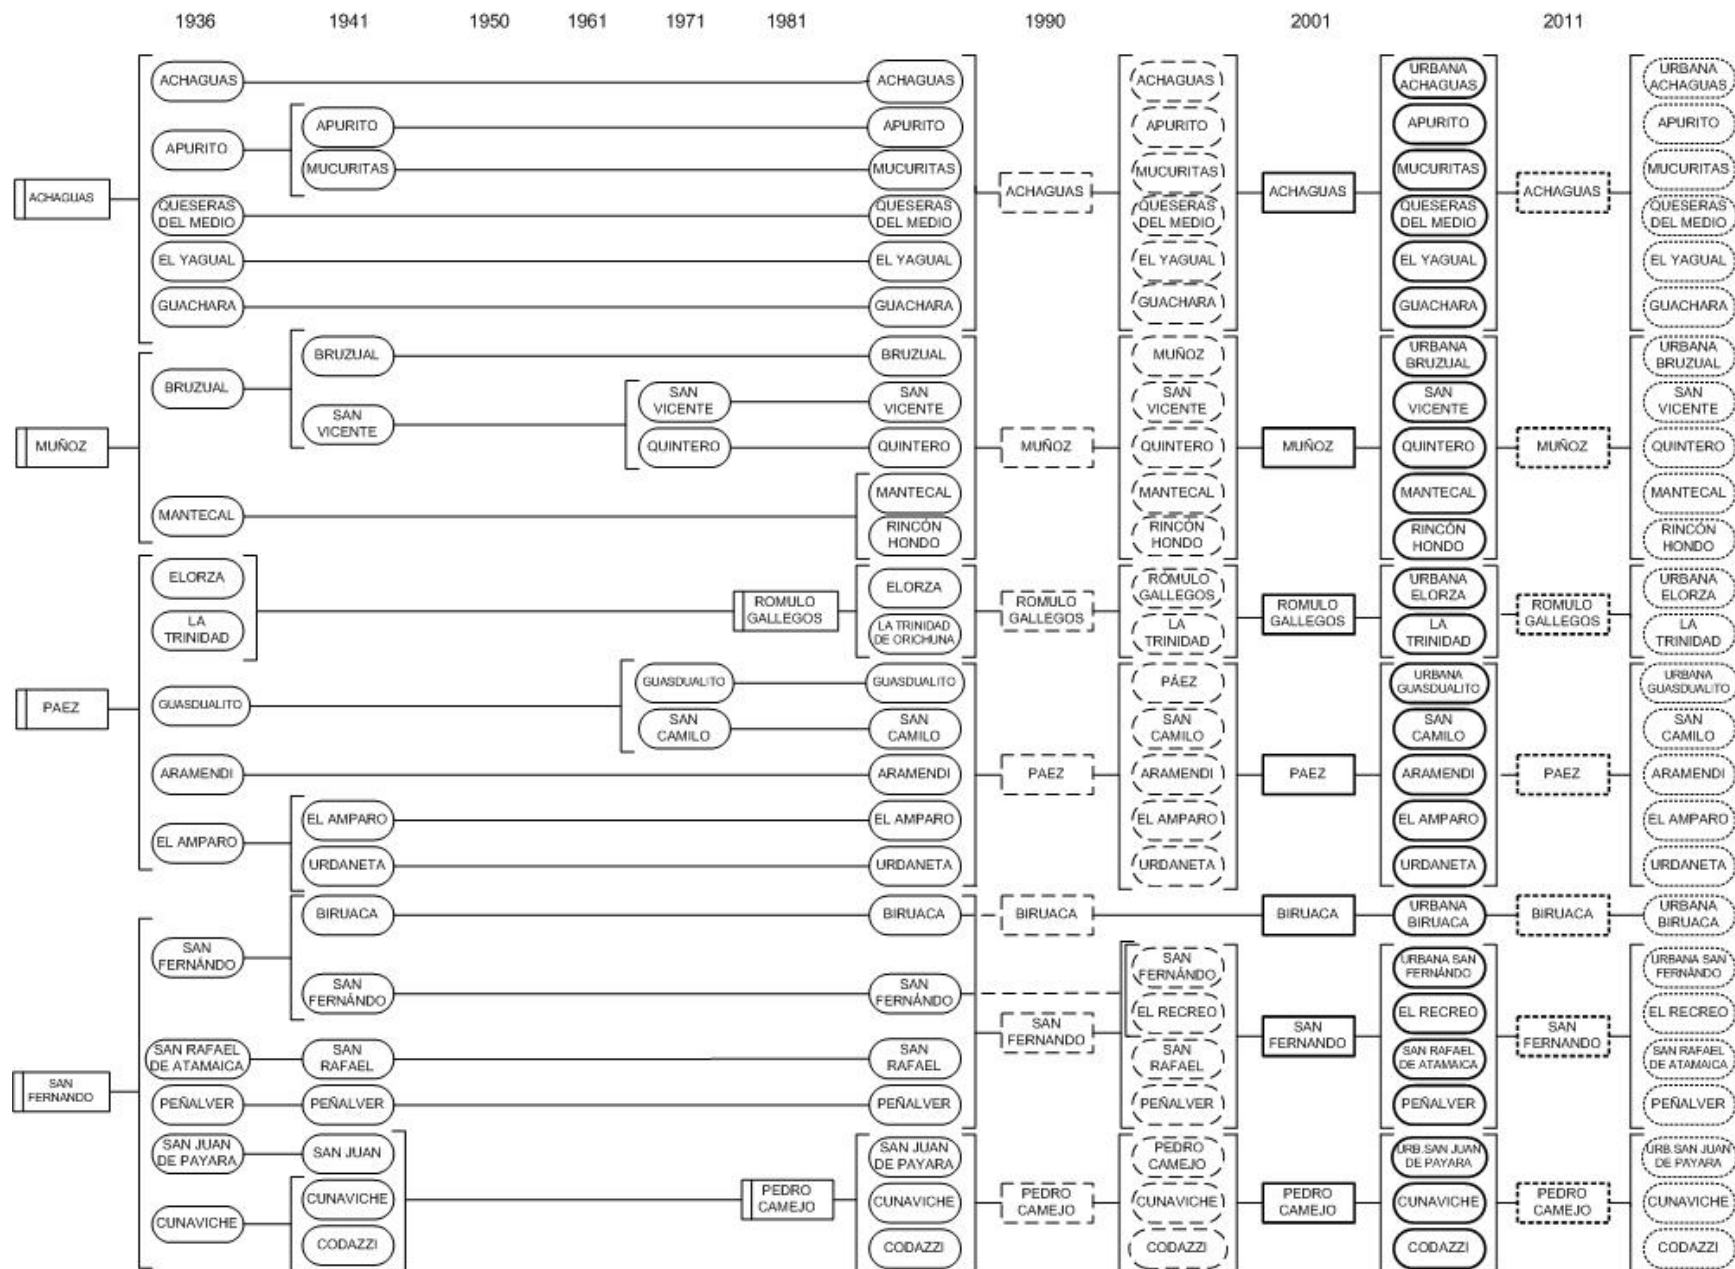 1936 1941 1950 1961 1971 1981 1990 2001 2011
ACHAGUAS
ACHAGUAS
APURITO
QUESERAS
DEL MEDIO
EL YAGUAL
GUACHARA
APURITO
MUCURITAS
ACHAGUAS
APURITO
MUCURITAS
QUESERAS
DEL MEDIO
EL YAGUAL
GUACHARA
ACHAGUAS
ACHAGUAS
APURITO
MUCURITAS
QUESERAS
DEL MEDIO
EL YAGUAL
GUACHARA
ACHAGUAS
URBANA
ACHAGUAS
APURITO
MUCURITAS
QUESERAS
DEL MEDIO
EL YAGUAL
GUACHARA
ACHAGUAS
URBANA
ACHAGUAS
APURITO
MUCURITAS
QUESERAS
DEL MEDIO
EL YAGUAL
GUACHARA
MUÑOZ
BRUZUAL
MANTECAL
BRUZUAL
SAN
VICENTE
SAN
VICENTE
QUINTERO
BRUZUAL
SAN
VICENTE
QUINTERO
MANTECAL
RINCÓN
HONDO
MUÑOZ
MUÑOZ
SAN
VICENTE
QUINTERO
MANTECAL
RINCÓN
HONDO
MUÑOZ
URBANA
BRUZUAL
SAN
VICENTE
QUINTERO
MANTECAL
RINCÓN
HONDO
MUÑOZ
URBANA
BRUZUAL
SAN
VICENTE
QUINTERO
MANTECAL
RINCÓN
HONDO
PAEZ
ELORZA
LA
TRINIDAD
GUASDUALITO
ARAMENDI
EL AMPARO
ROMULO
GALLEGOS
ELORZA
LA TRINIDAD
DE ORICHUNA
ROMULO
GALLEGOS
RÓMULO
GALLEGOS
LA
TRINIDAD
ROMULO
GALLEGOS
URBANA
ELORZA
LA
TRINIDAD
ROMULO
GALLEGOS
URBANA
ELORZA
LA
TRINIDAD
EL AMPARO
URDANETA
GUASDUALITO
SAN
CAMILO
GUASDUALITO
SAN
CAMILO
ARAMENDI
EL AMPARO
URDANETA
PAEZ
PÁEZ
SAN
CAMILO
ARAMENDI
EL AMPARO
URDANETA
PAEZ
URBANA
GUASDUALITO
SAN
CAMILO
ARAMENDI
EL AMPARO
URDANETA
PAEZ
URBANA
GUASDUALITO
SAN
CAMILO
ARAMENDI
EL AMPARO
URDANETA
SAN
FERNANDO
SAN
FERNÁNDO
SAN RAFAEL
DE ATAMAICA
PEÑALVER
SAN JUAN
DE PAYARA
CUNAVICHE
BIRUACA
SAN
FERNÁNDO
SAN
RAFAEL
PEÑALVER
SAN JUAN
CUNAVICHE
CODAZZI
BIRUACA
SAN
FERNÁNDO
SAN
RAFAEL
PEÑALVER
BIRUACA
BIRUACA
URBANA
BIRUACA
BIRUACA
URBANA
BIRUACA
SAN
FERNANDO
SAN
FERNÁNDO
EL RECREO
SAN
RAFAEL
PEÑALVER
SAN
FERNANDO
URBANA SAN
FERNÁNDO
EL RECREO
SAN RAFAEL
DE ATAMAICA
PEÑALVER
SAN
FERNANDO
URBANA SAN
FERNÁNDO
EL RECREO
SAN RAFAEL
DE ATAMAICA
PEÑALVER
PEDRO
CAMEJO
SAN JUAN
DE PAYARA
CUNAVICHE
CODAZZI
PEDRO
CAMEJO
PEDRO
CAMEJO
CUNAVICHE
CODAZZI
PEDRO
CAMEJO
URB.SAN JUAN
DE PAYARA
CUNAVICHE
CODAZZI
PEDRO
CAMEJO
URB.SAN JUAN
DE PAYARA
CUNAVICHE
CODAZZI